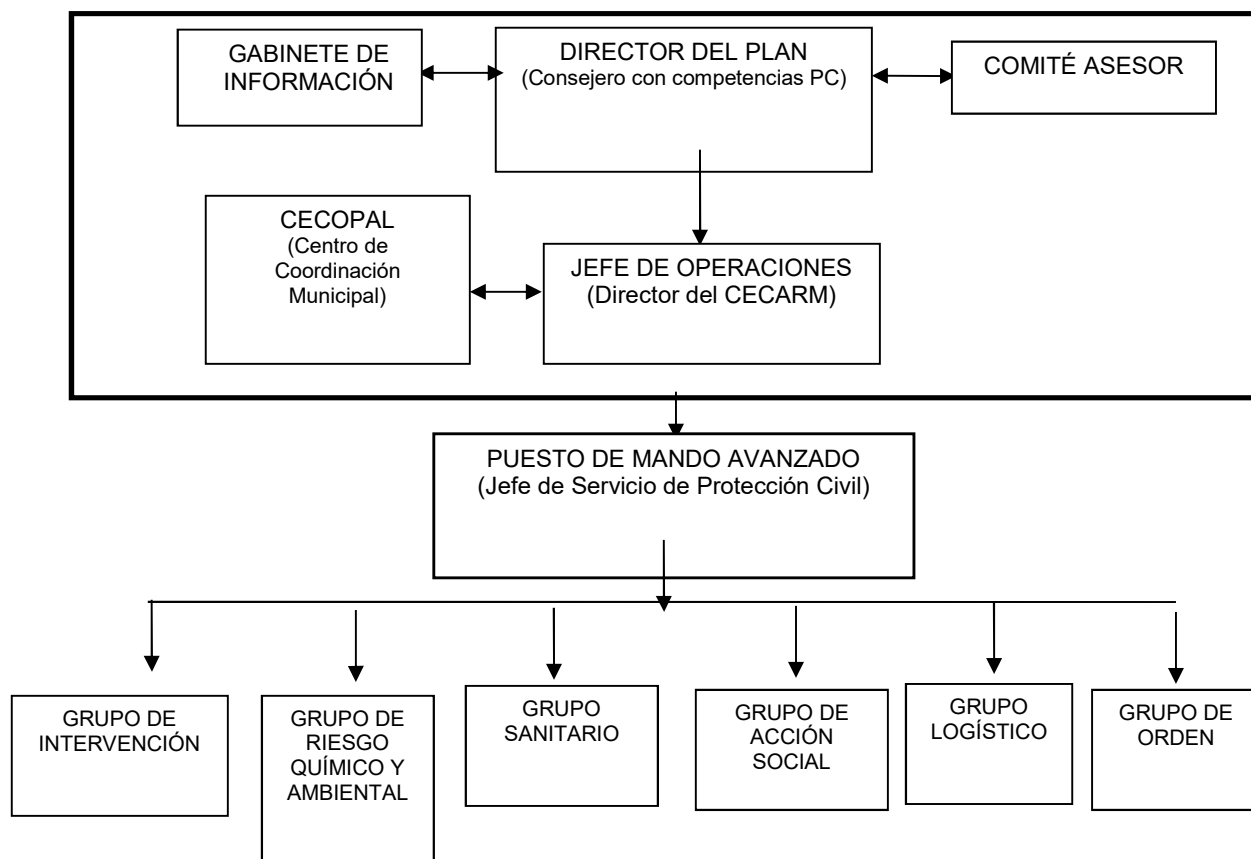 GABINETE DE
INFORMACIÓN
DIRECTOR DEL PLAN
(Consejero con competencias PC)
COMITÉ ASESOR
CECOPAL
(Centro de
Coordinación
Municipal)
JEFE DE OPERACIONES
(Director del CECARM)
PUESTO DE MANDO AVANZADO
(Jefe de Servicio de Protección Civil)
GRUPO DE
INTERVENCIÓN
GRUPO DE
RIESGO
QUÍMICO Y
AMBIENTAL
GRUPO
SANITARIO
GRUPO DE
ACCIÓN
SOCIAL
GRUPO
LOGÍSTICO
GRUPO DE
ORDEN